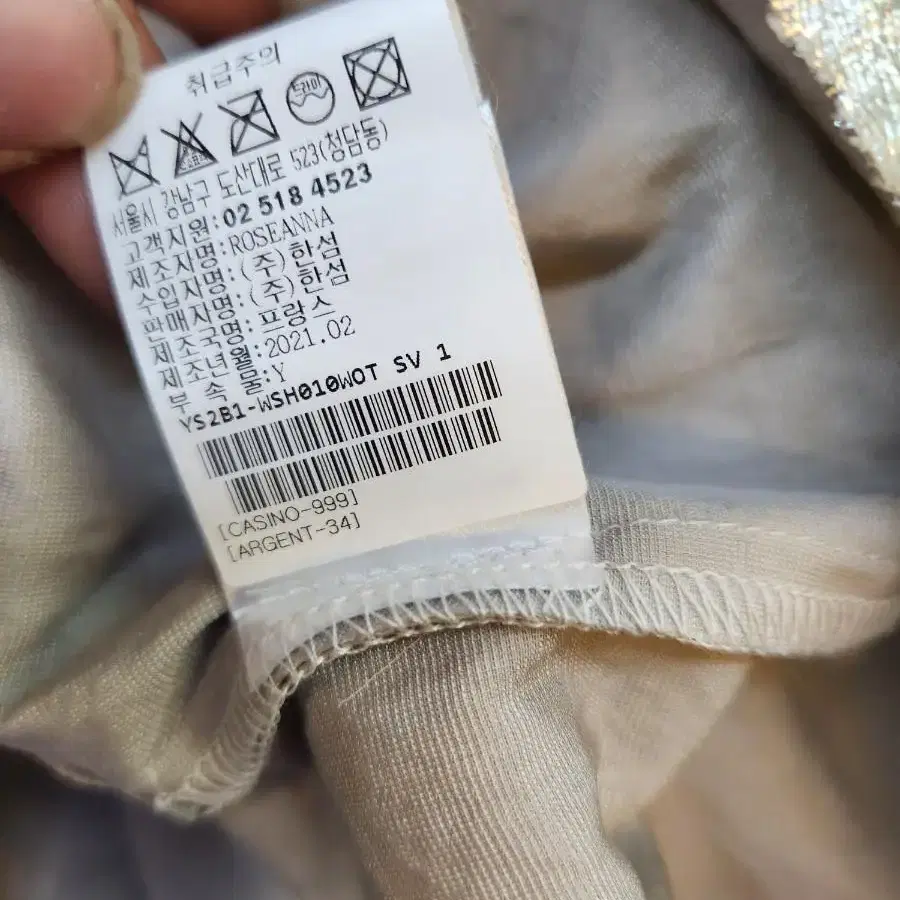 취급주의
드라이
서울시 강남구 도산대로 523(청담동)
고객지원:02 518 4523
제조자명:ROSEANNA
수입자명:(주)한섬
판매자명:(주)한섬
제조국명:프랑스
제조년월:2021.02
부 속 물:Y
YS2B1-WSH010WOT SV 1
[CASINO-999]
[ARGENT-34]